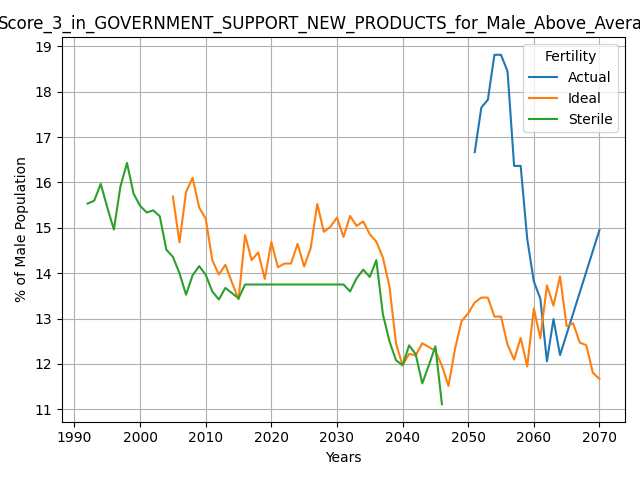 Score_3_in_GOVERNMENT_SUPPORT_NEW_PRODUCTS_for_Male_Above_Avera
19
18
17
16
15
14
13
12
11
% of Male Population
Fertility
Actual
Ideal
Sterile
1990 2000 2010 2020 2030 2040 2050 2060 2070
Years